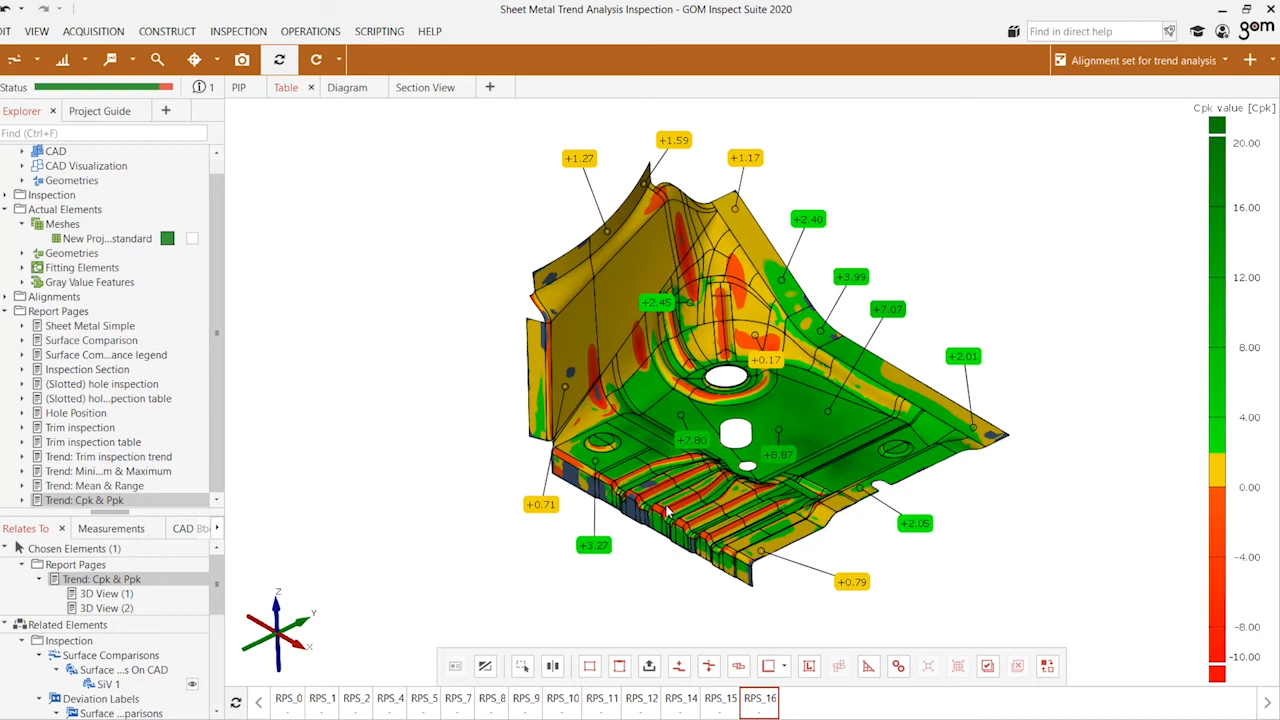 Sheet Metal Trend Analysis Inspection - GOM Inspect Suite 2020
DIT VIEW ACQUISITION CONSTRUCT INSPECTION OPERATIONS SCRIPTING HELP
Find in direct help
gom
Alignment set for trend analysis
Status
1
PIP
Table
Diagram
Section View
Explorer
Project Guide
Find (Ctrl+F)
CAD
CAD Visualization
Geometries
Inspection
Actual Elements
Meshes
New Proj...standard
Geometries
Fitting Elements
Gray Value Features
Alignments
Report Pages
Sheet Metal Simple
Surface Comparison
Surface Com...ance legend
Inspection Section
(Slotted) hole inspection
(Slotted) hol...pection table
Hole Position
Trim inspection
Trim inspection table
Trend: Trim inspection trend
Trend: Mini...m & Maximum
Trend: Mean & Range
Trend: Cpk & Ppk
Relates To
Measurements
Chosen Elements (1)
Report Pages
Trend: Cpk & Ppk
3D View (1)
3D View (2)
Related Elements
Inspection
Surface Comparisons
Surface ...s On CAD
SiV 1
Deviation Labels
Surface ...parisons
+1.59
+1.27
+1.17
+2.40
+3.99
+2.45
+7.07
+2.01
+0.17
+7.80
+8.87
+0.71
+2.05
+3.27
+0.79
Z
Y
X
Cpk value [Cpk]
20.00
16.00
12.00
8.00
4.00
0.00
-4.00
-8.00
-10.00
RPS_0 RPS_1 RPS_2 RPS_4 RPS_5 RPS_7 RPS_8 RPS_9 RPS_10 RPS_11 RPS_12 RPS_14 RPS_15 RPS_16
- - - - - - - - - - - - - -